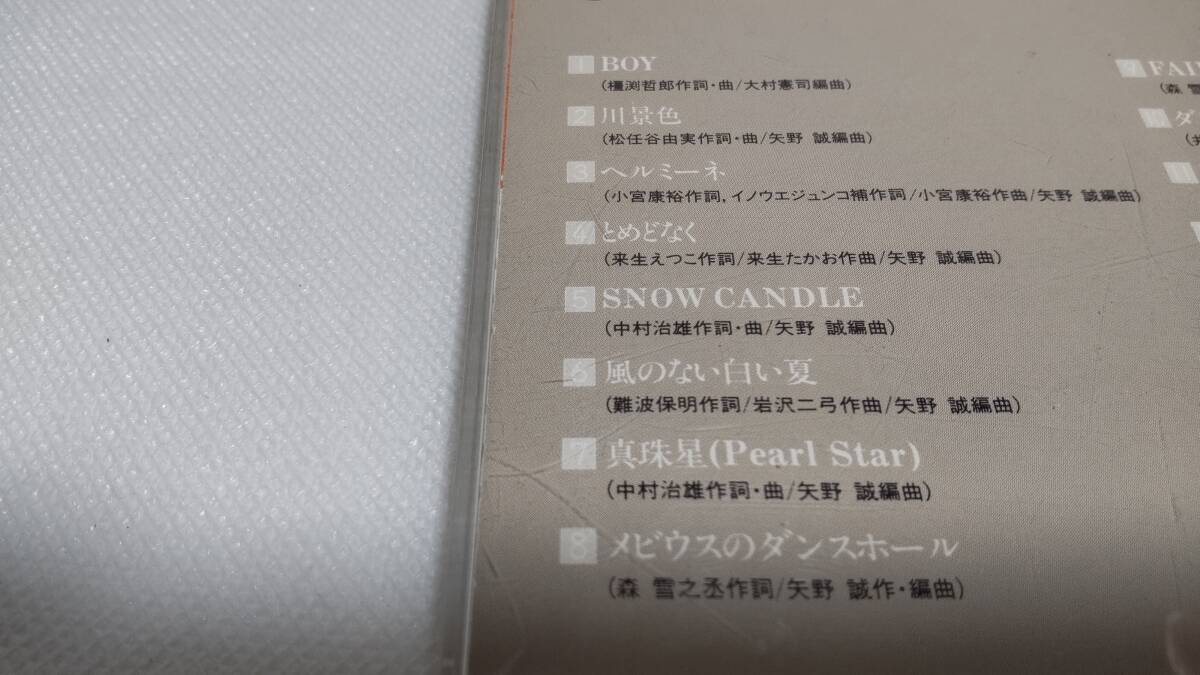 1 BOY
(橿渕哲郎作詞・曲/大村憲司編曲)
2 川景色
(松任谷由実作詞・曲/矢野 誠編曲)
3 ヘルミーネ
(小宮康裕作詞,イノウエジュンコ補作詞/小宮康裕作曲/矢野 誠編曲)
4 とめどなく
(来生えつこ作詞/来生たかお作曲/矢野 誠編曲)
5 SNOW CANDLE
(中村治雄作詞・曲/矢野 誠編曲)
6 風のない白い夏
(難波保明作詞/岩沢二弓作曲/矢野 誠編曲)
7 真珠星(Pearl Star)
(中村治雄作詞・曲/矢野 誠編曲)
8 メビウスのダンスホール
(森 雪之丞作詞/矢野 誠作・編曲)
9 FAI
(森 雪
10 ダ
11